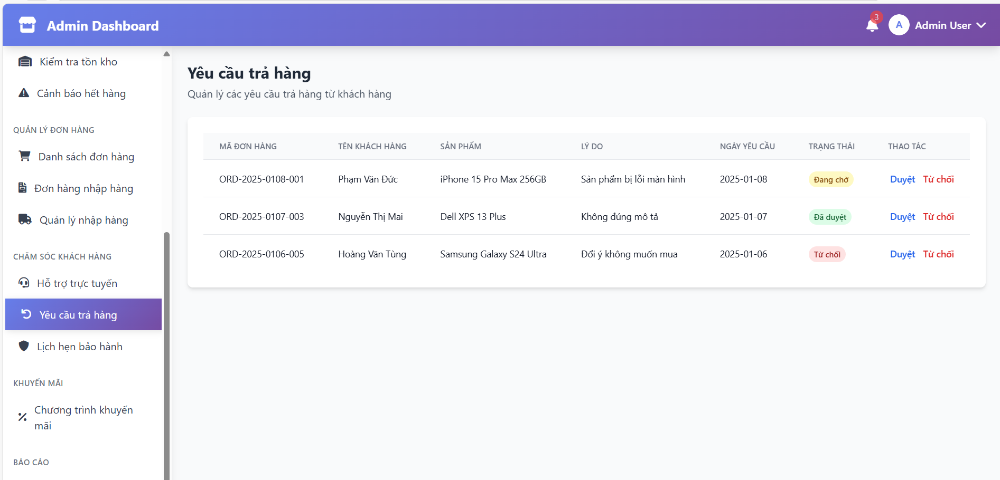 Admin Dashboard
3
A
Admin User
Kiểm tra tồn kho
Cảnh báo hết hàng
QUẢN LÝ ĐƠN HÀNG
Danh sách đơn hàng
Đơn hàng nhập hàng
Quản lý nhập hàng
CHĂM SÓC KHÁCH HÀNG
Hỗ trợ trực tuyến
Yêu cầu trả hàng
Lịch hẹn bảo hành
KHUYẾN MÃI
Chương trình khuyến
mãi
BÁO CÁO
Yêu cầu trả hàng
Quản lý các yêu cầu trả hàng từ khách hàng
MÃ ĐƠN HÀNG TÊN KHÁCH HÀNG SẢN PHẨM LÝ DO NGÀY YÊU CẦU TRẠNG THÁI THAO TÁC
ORD-2025-0108-001 Phạm Văn Đức iPhone 15 Pro Max 256GB Sản phẩm bị lỗi màn hình 2025-01-08 Đang chờ Duyệt Từ chối
ORD-2025-0107-003 Nguyễn Thị Mai Dell XPS 13 Plus Không đúng mô tả 2025-01-07 Đã duyệt Duyệt Từ chối
ORD-2025-0106-005 Hoàng Văn Tùng Samsung Galaxy S24 Ultra Đổi ý không muốn mua 2025-01-06 Từ chối Duyệt Từ chối